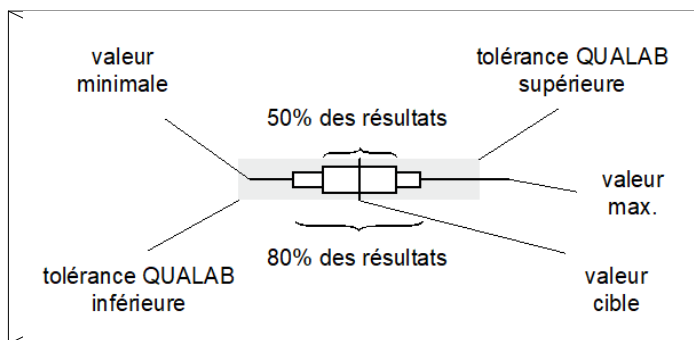 valeur
minimale
tolérance QUALAB
supérieure
50% des résultats
valeur
max.
80% des résultats
tolérance QUALAB
inférieure
valeur
cible